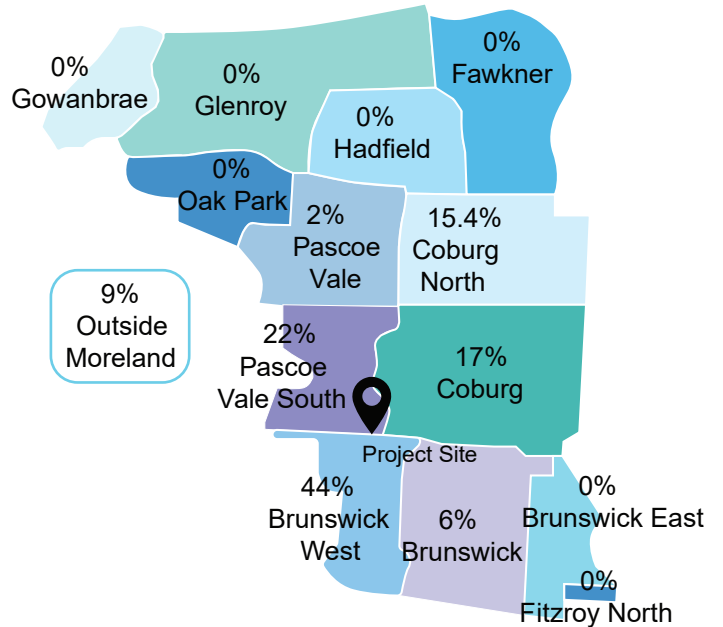 0%
Gowanbrae
0%
Glenroy
0%
Fawkner
0%
Hadfield
0%
Oak Park
2%
Pascoe
Vale
15.4%
Coburg
North
9%
Outside
Moreland
22%
Pascoe
Vale South
17%
Coburg
Project Site
44%
Brunswick
West
6%
Brunswick
0%
Brunswick East
0%
Fitzroy North